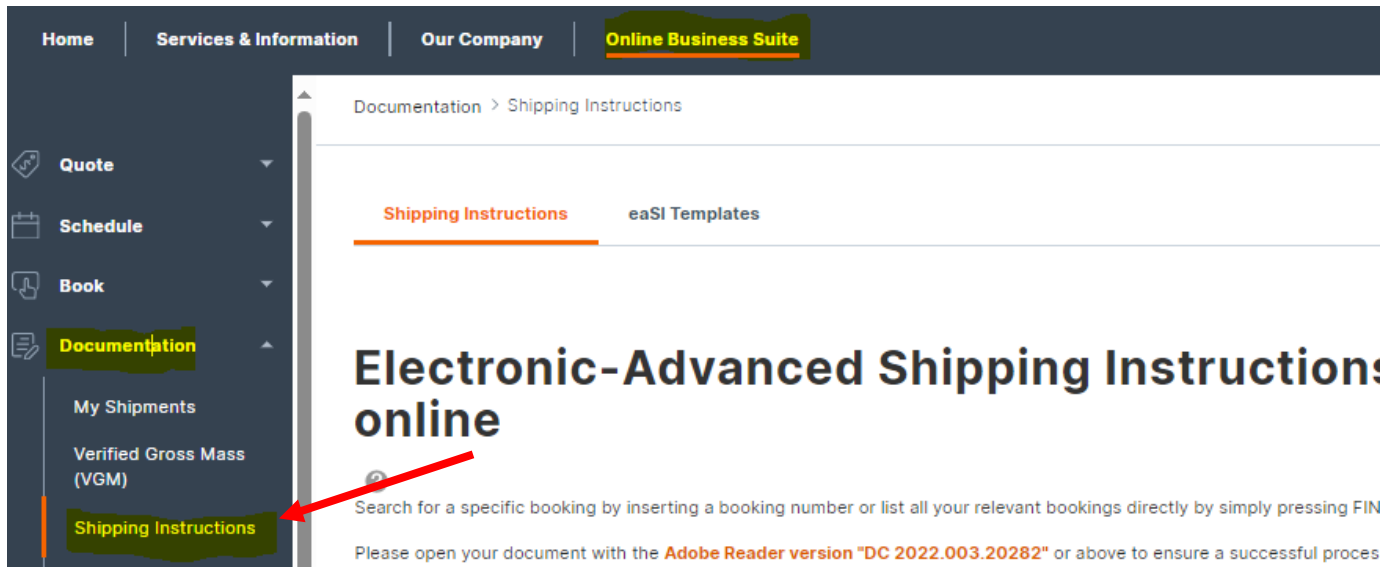 Home Services & Information Our Company Online Business Suite
Documentation > Shipping Instructions
Quote
Schedule
Book
Documentation
My Shipments
Verified Gross Mass
(VGM)
Shipping Instructions
Shipping Instructions eaSI Templates
Electronic-Advanced Shipping Instructions
online
?
Search for a specific booking by inserting a booking number or list all your relevant bookings directly by simply pressing FIN
Please open your document with the Adobe Reader version "DC 2022.003.20282" or above to ensure a successful proces